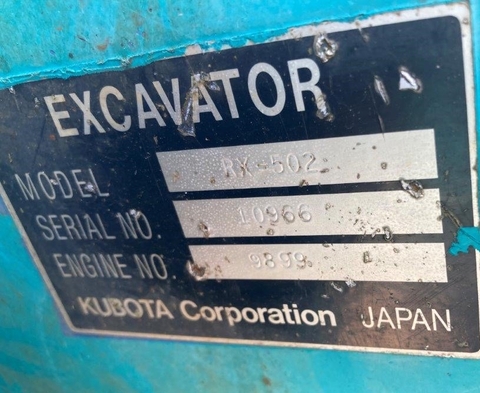 EXCAVATOR
MODEL RX-502
SERIAL NO. 10966
ENGINE NO. 9899
KUBOTA Corporation JAPAN